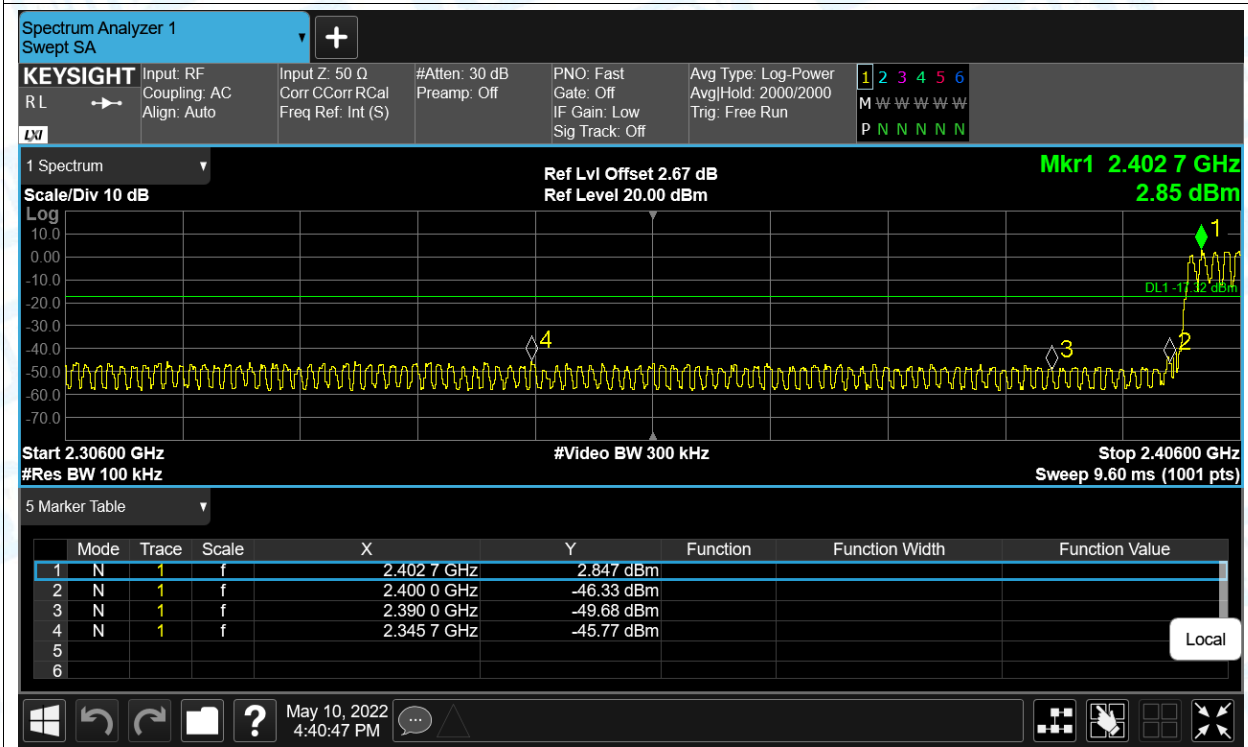 Spectrum Analyzer 1
Swept SA
+
KEYSIGHT Input: RF Input Z: 50 Ω #Atten: 30 dB PNO: Fast Avg Type: Log-Power 1 2 3 4 5 6
R L Coupling: AC Corr CCorr RCal Preamp: Off Gate: Off Avg|Hold: 2000/2000 M W W W W W
Align: Auto Freq Ref: Int (S) IF Gain: Low Trig: Free Run
LXI Sig Track: Off P N N N N N
1 Spectrum Ref Lvl Offset 2.67 dB Mkr1 2.402 7 GHz
Scale/Div 10 dB Ref Level 20.00 dBm 2.85 dBm
Log
10.0
0.00
-10.0
-20.0
-30.0
-40.0
-50.0
-60.0
-70.0
1
DL1 -17.32 dBm
4
3
2
Start 2.30600 GHz #Video BW 300 kHz Stop 2.40600 GHz
#Res BW 100 kHz Sweep 9.60 ms (1001 pts)
5 Marker Table
Mode Trace Scale X Y Function Function Width Function Value
1 N 1 f 2.402 7 GHz 2.847 dBm
2 N 1 f 2.400 0 GHz -46.33 dBm
3 N 1 f 2.390 0 GHz -49.68 dBm
4 N 1 f 2.345 7 GHz -45.77 dBm
5
6
Local
? May 10, 2022
4:40:47 PM